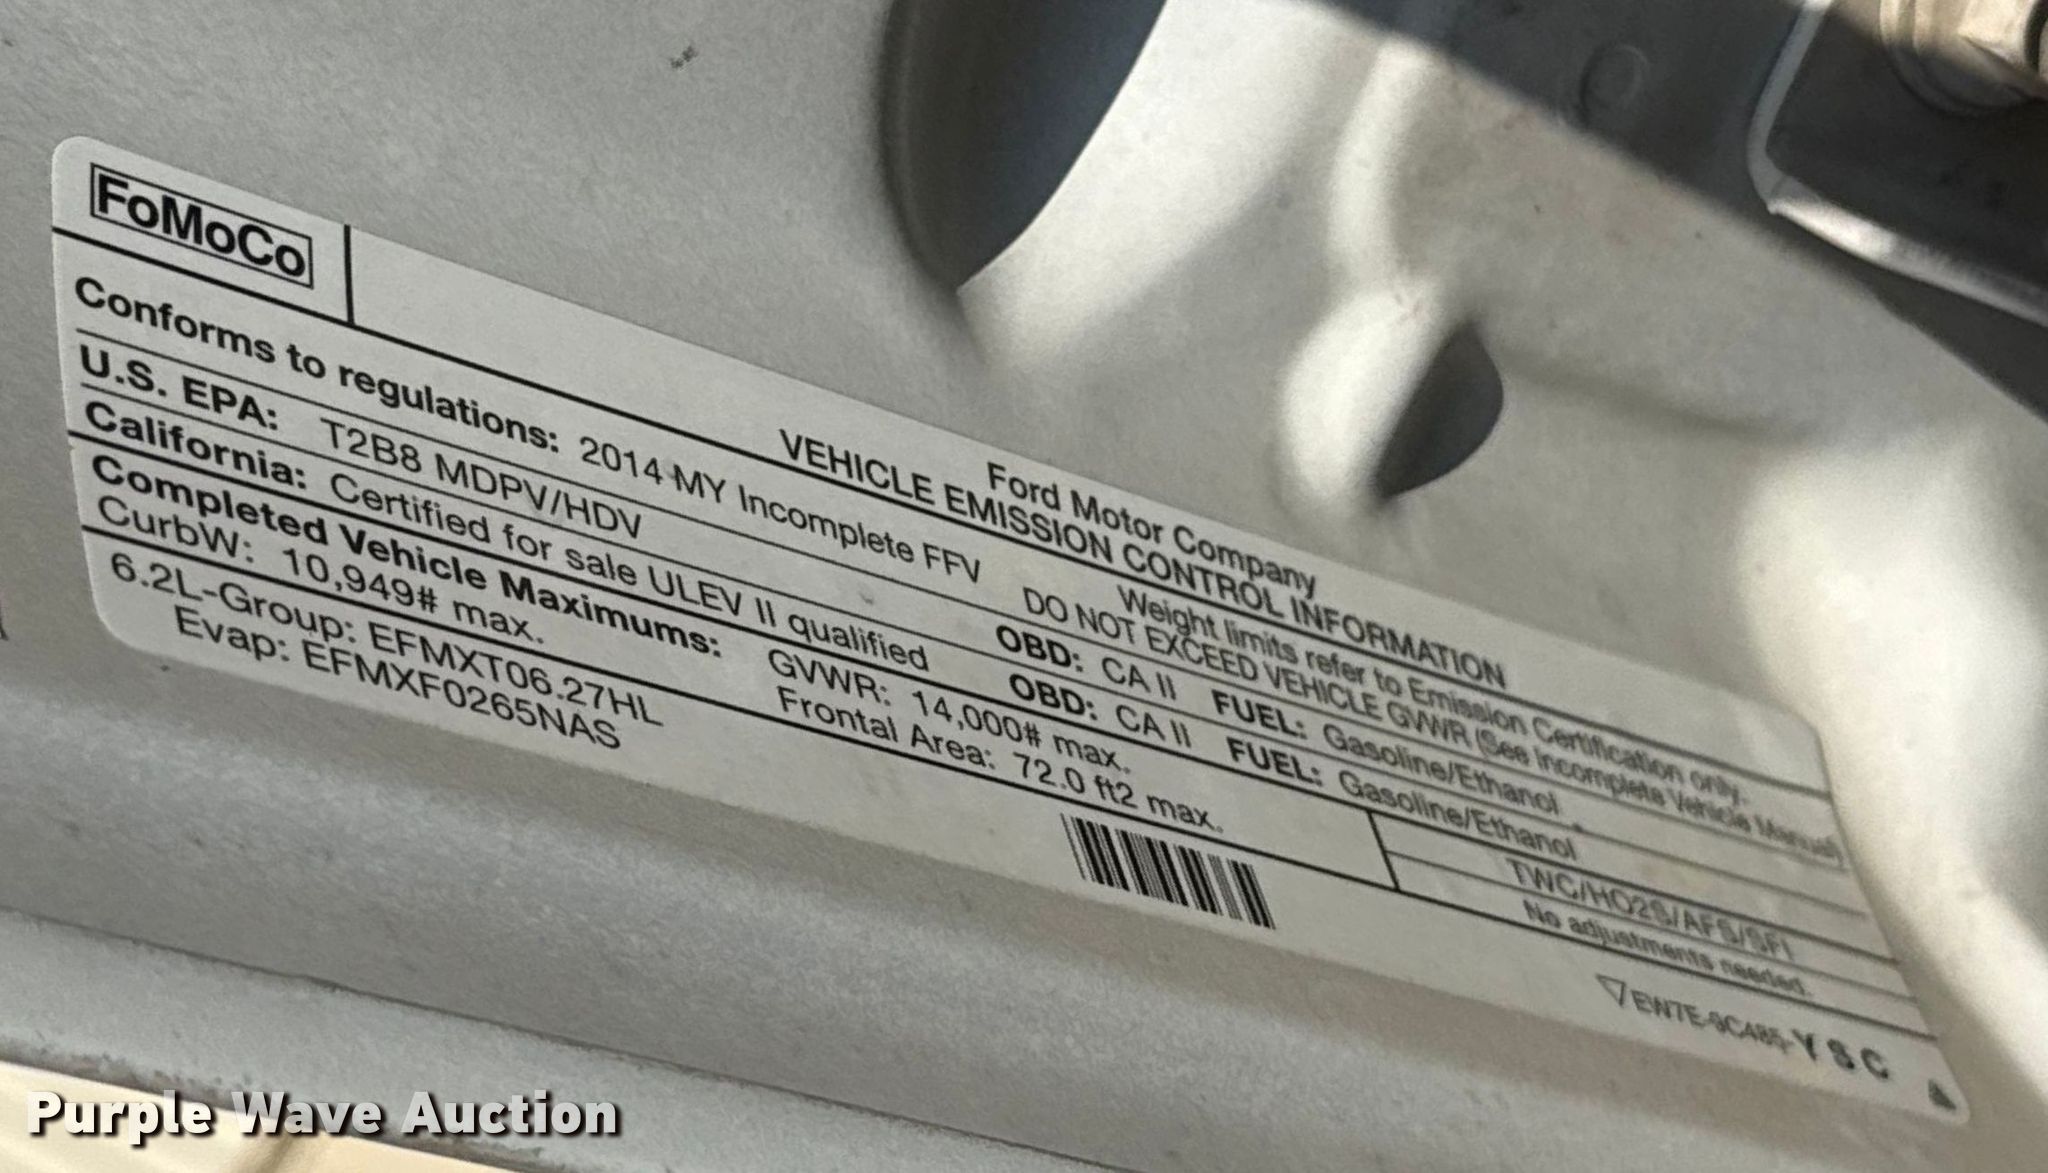 FoMoCo
Ford Motor Company
VEHICLE EMISSION CONTROL INFORMATION
Conforms to regulations: 2014 MY Incomplete FFV
Weight limits refer to Emission Certification only.
DO NOT EXCEED VEHICLE GVWR (See Incomplete Vehicle Manual)
U.S. EPA: T2B8 MDPV/HDV OBD: CA II FUEL: Gasoline/Ethanol
California: Certified for sale ULEV II qualified OBD: CA II FUEL: Gasoline/Ethanol
Completed Vehicle Maximums: GVWR: 14,000# max.
TWC/HO2S/AFS/SFI
CurbW: 10,949# max. Frontal Area: 72.0 ft2 max.
No adjustments needed.
6.2L-Group: EFMXT06.27HL
Evap: EFMXF0265NAS
EW7E-9C485-YSC
Purple Wave Auction